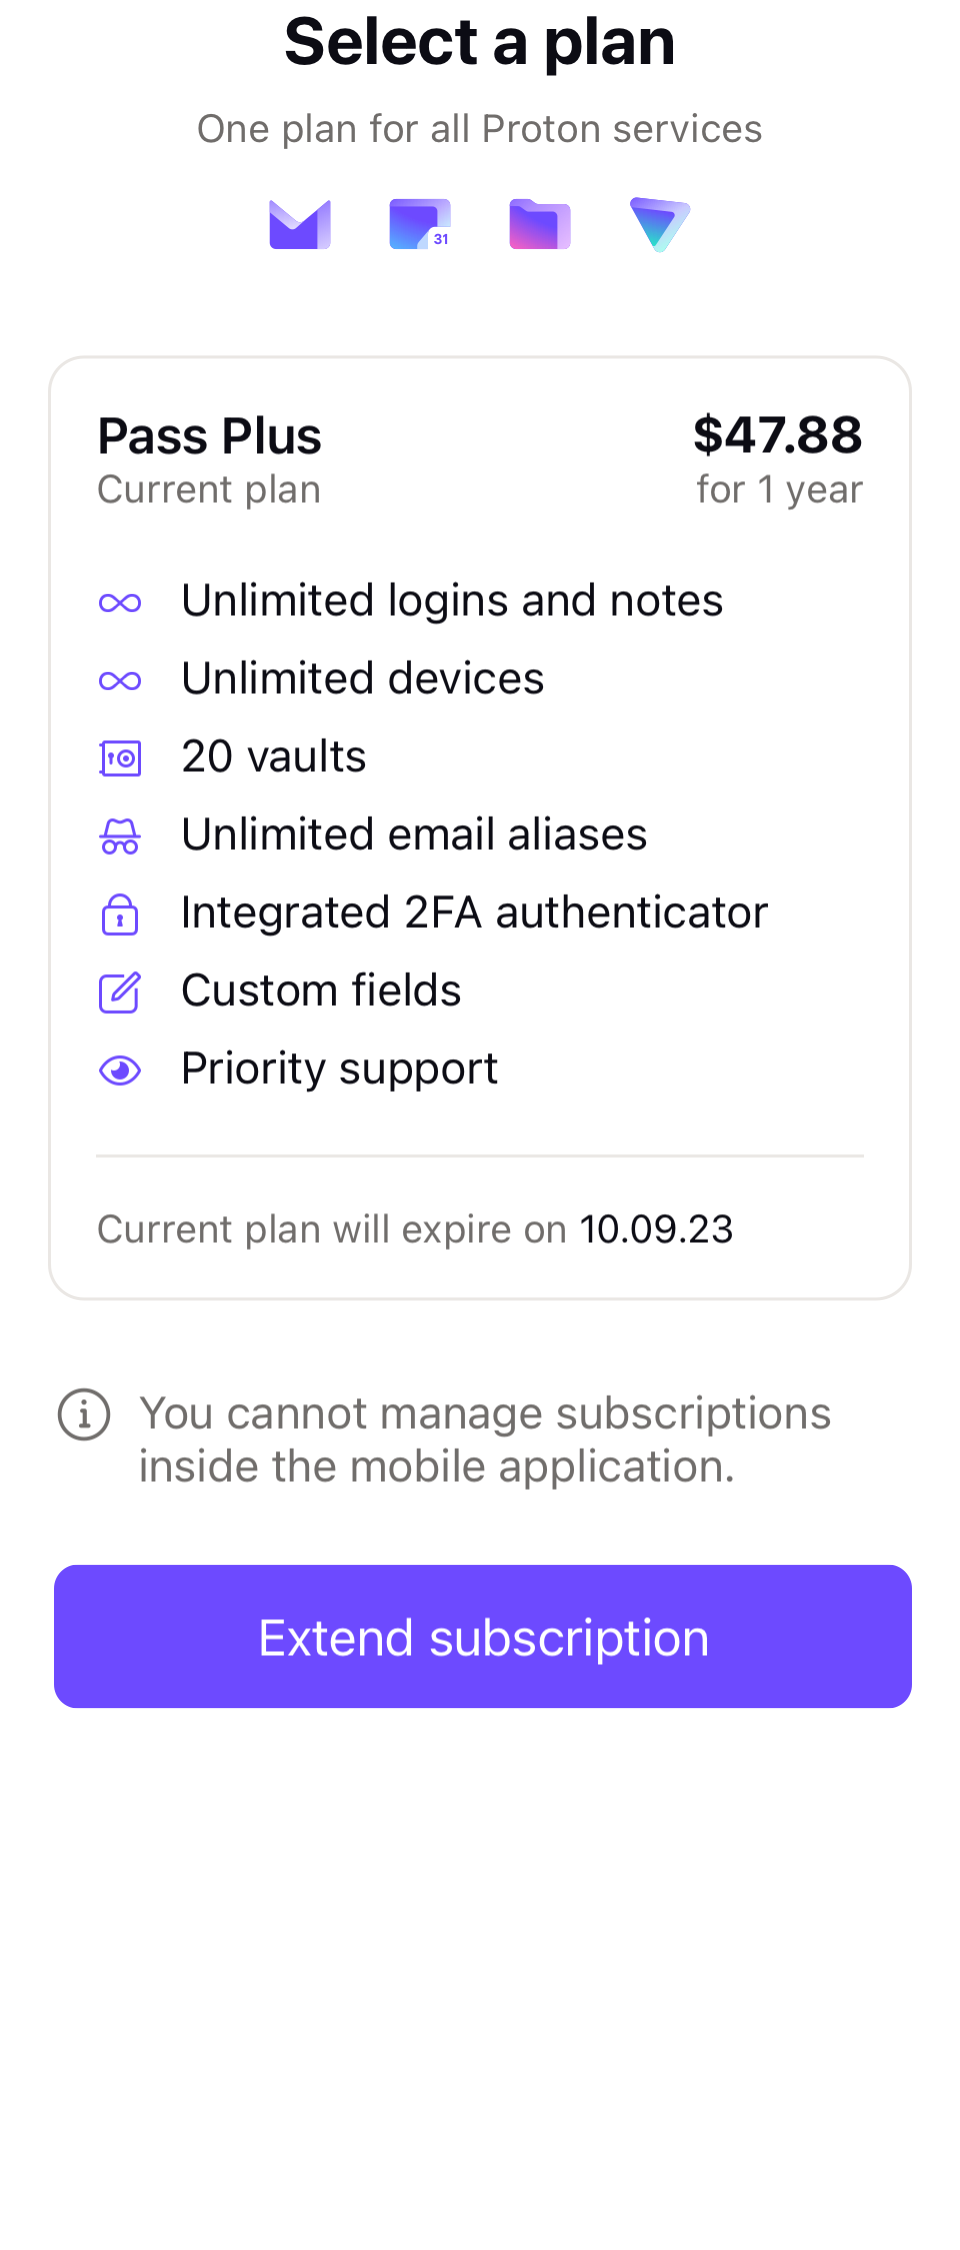 Select a plan
One plan for all Proton services
31
Pass Plus
$47.88
Current plan
for 1 year
Unlimited logins and notes
Unlimited devices
20 vaults
Unlimited email aliases
Integrated 2FA authenticator
Custom fields
Priority support
Current plan will expire on 10.09.23
You cannot manage subscriptions
inside the mobile application.
Extend subscription